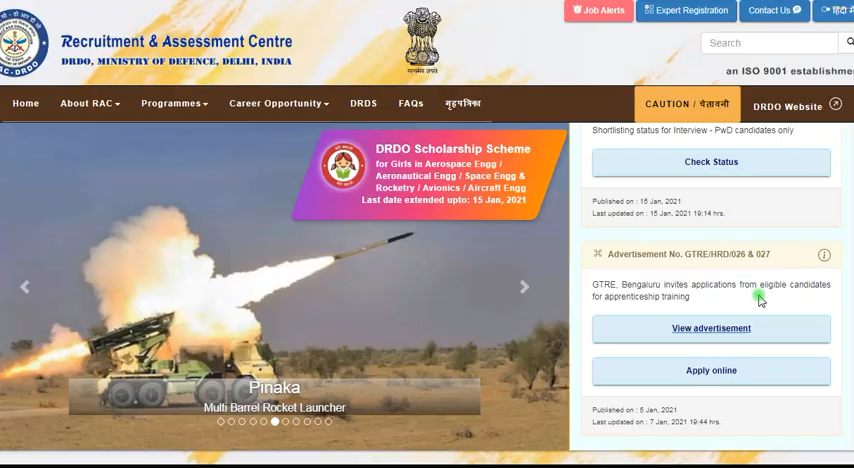 Job Alerts
Expert Registration
Contact Us
Recruitment & Assessment Centre
DRDO, MINISTRY OF DEFENCE, DELHI, INDIA
सत्यमेव जयते
Search
an ISO 9001 establishme
Home
About RAC
Programmes
Career Opportunity
DRDS
FAQs
गृहपत्रिका
CAUTION / चेतावनी
DRDO Website
DRDO Scholarship Scheme
for Girls in Aerospace Engg /
Aeronautical Engg / Space Engg &
Rocketry / Avionics / Aircraft Engg
Last date extended upto: 15 Jan, 2021
Pinaka
Multi Barrel Rocket Launcher
Shortlisting status for Interview - PwD candidates only
Check Status
Published on : 15 Jan, 2021
Last updated on : 15 Jan, 2021 19:14 hrs.
Advertisement No. GTRE/HRD/026 & 027
GTRE, Bengaluru invites applications from eligible candidates
for apprenticeship training
View advertisement
Apply online
Published on : 5 Jan, 2021
Last updated on : 7 Jan, 2021 19:44 hrs.